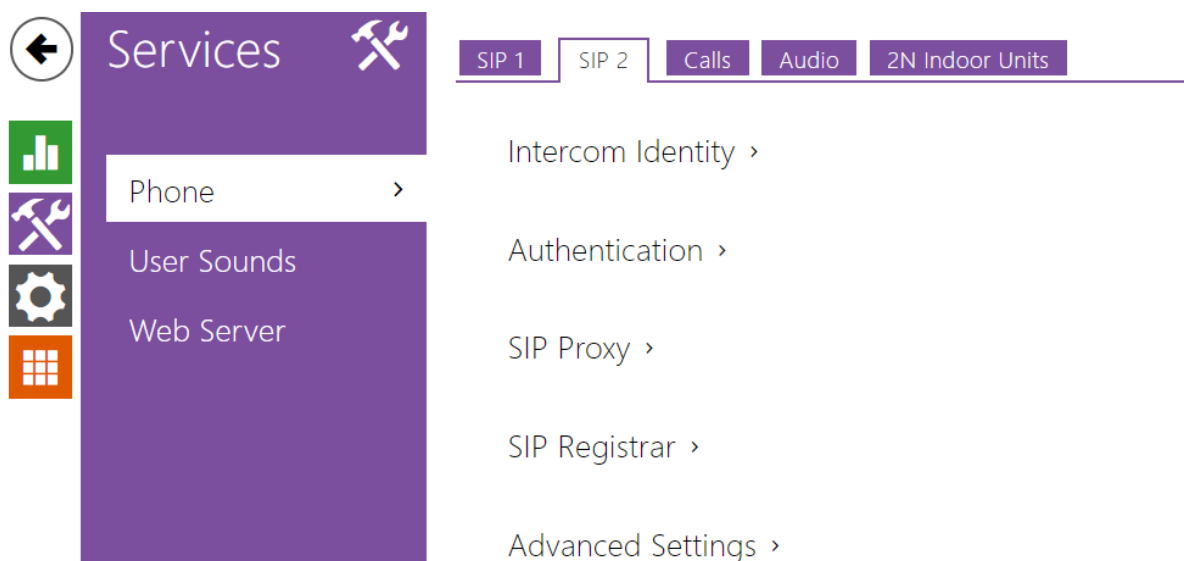 Services
Phone
User Sounds
Web Server
SIP 1
SIP 2
Calls
Audio
2N Indoor Units
Intercom Identity
Authentication
SIP Proxy
SIP Registrar
Advanced Settings